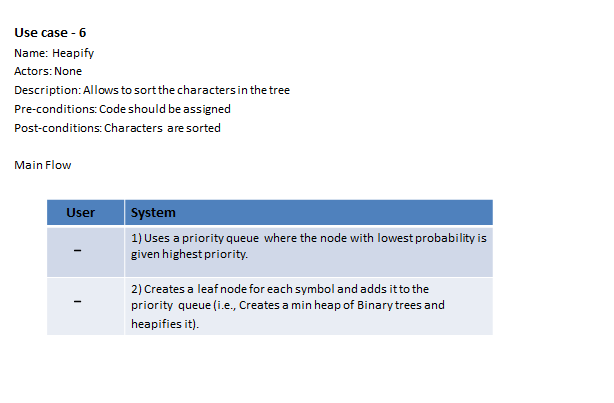 Use case - 6
Name: Heapify
Actors: None
Description: Allows to sort the characters in the tree
Pre-conditions: Code should be assigned
Post-conditions: Characters are sorted
Main Flow
User System
– 1) Uses a priority queue where the node with lowest probability is
given highest priority.
– 2) Creates a leaf node for each symbol and adds it to the
priority queue (i.e., Creates a min heap of Binary trees and
heapifies it).